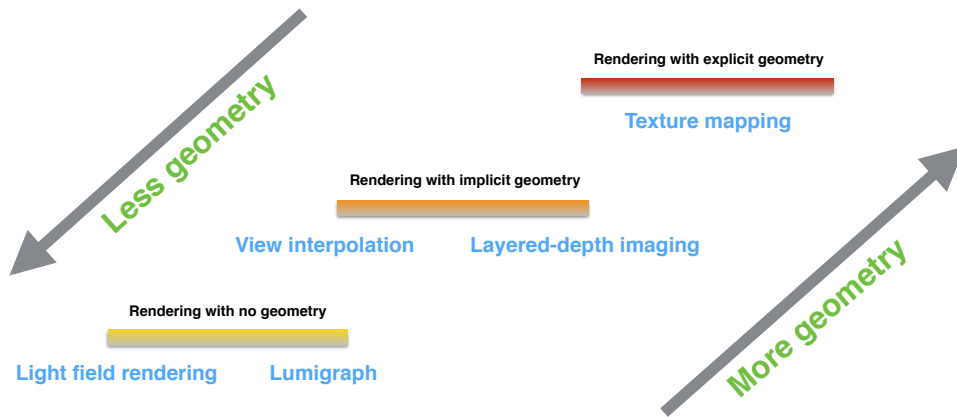 Rendering with explicit geometry
Texture mapping
Less geometry
Rendering with implicit geometry
View interpolation
Layered-depth imaging
Rendering with no geometry
Light field rendering
Lumigraph
More geometry